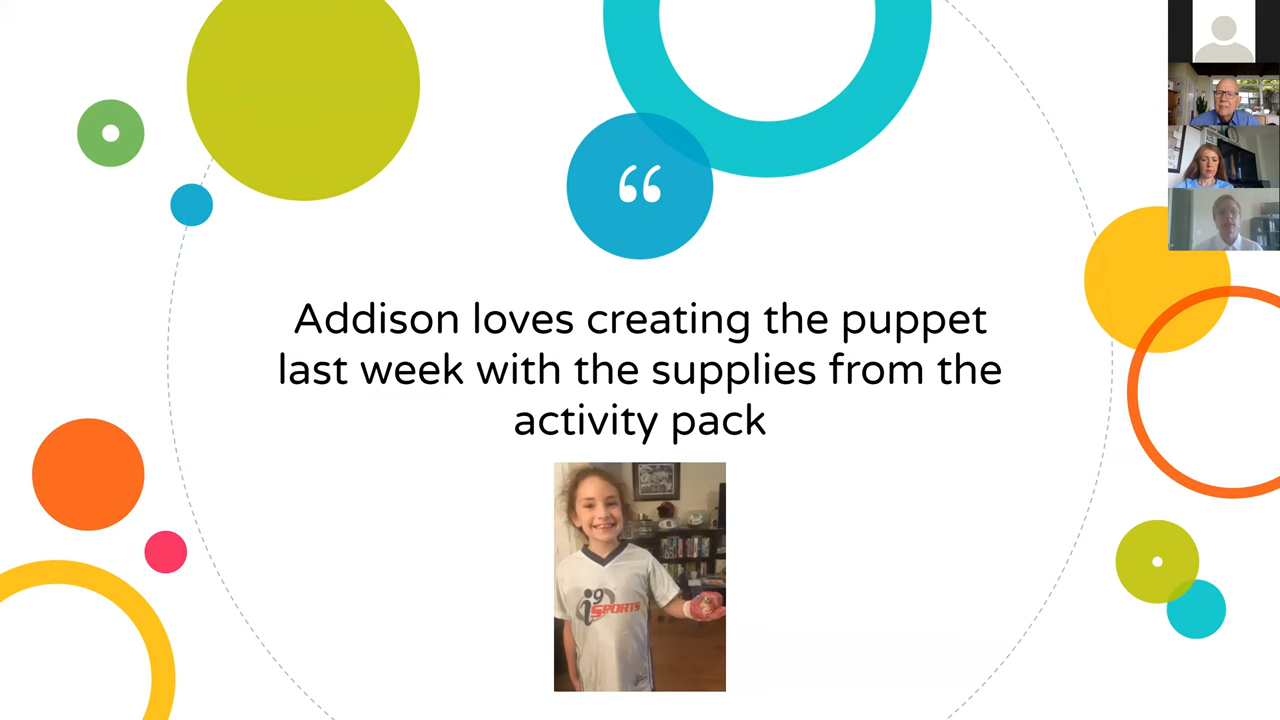 “
Addison loves creating the puppet
last week with the supplies from the
activity pack
i9
SPORTS